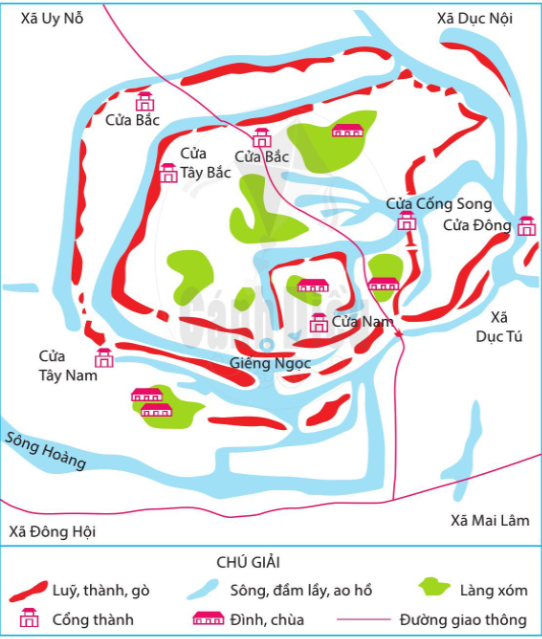 Xã Uy Nỗ
Xã Dục Nội
Cửa Bắc
Cửa
Tây Bắc
Cửa Bắc
Cửa Cống Song
Cửa Đông
Cửa Nam
Xã
Dục Tú
Cửa
Tây Nam
Giếng Ngọc
Cánh Diều
Sông Hoàng
Xã Đông Hội
Xã Mai Lâm
CHÚ GIẢI
Luỹ, thành, gò
Sông, đầm lầy, ao hồ
Làng xóm
Cổng thành
Đình, chùa
Đường giao thông